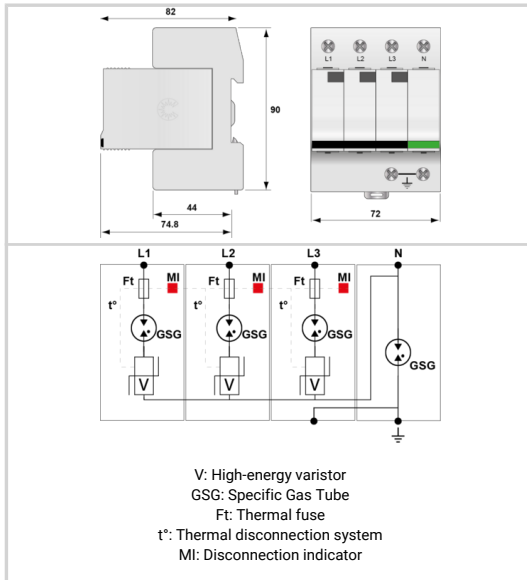 82
L1 L2 L3 N
90
44
74.8
72
L1 L2 L3 N
Ft MI Ft MI Ft MI
t° t° t°
GSG GSG GSG
GSG
V V V
V: High-energy varistor
GSG: Specific Gas Tube
Ft: Thermal fuse
t°: Thermal disconnection system
MI: Disconnection indicator